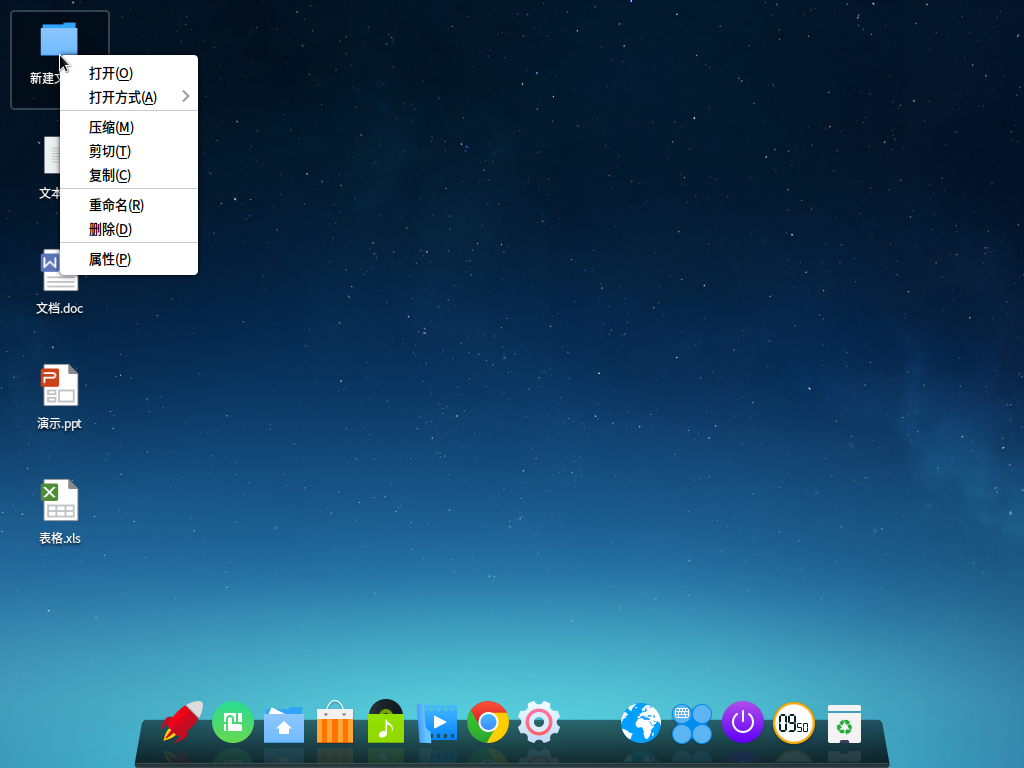 新建
打开(O)
打开方式(A)
压缩(M)
剪切(T)
复制(C)
重命名(R)
删除(D)
属性(P)
文本
文档.doc
演示.ppt
表格.xls
09 50